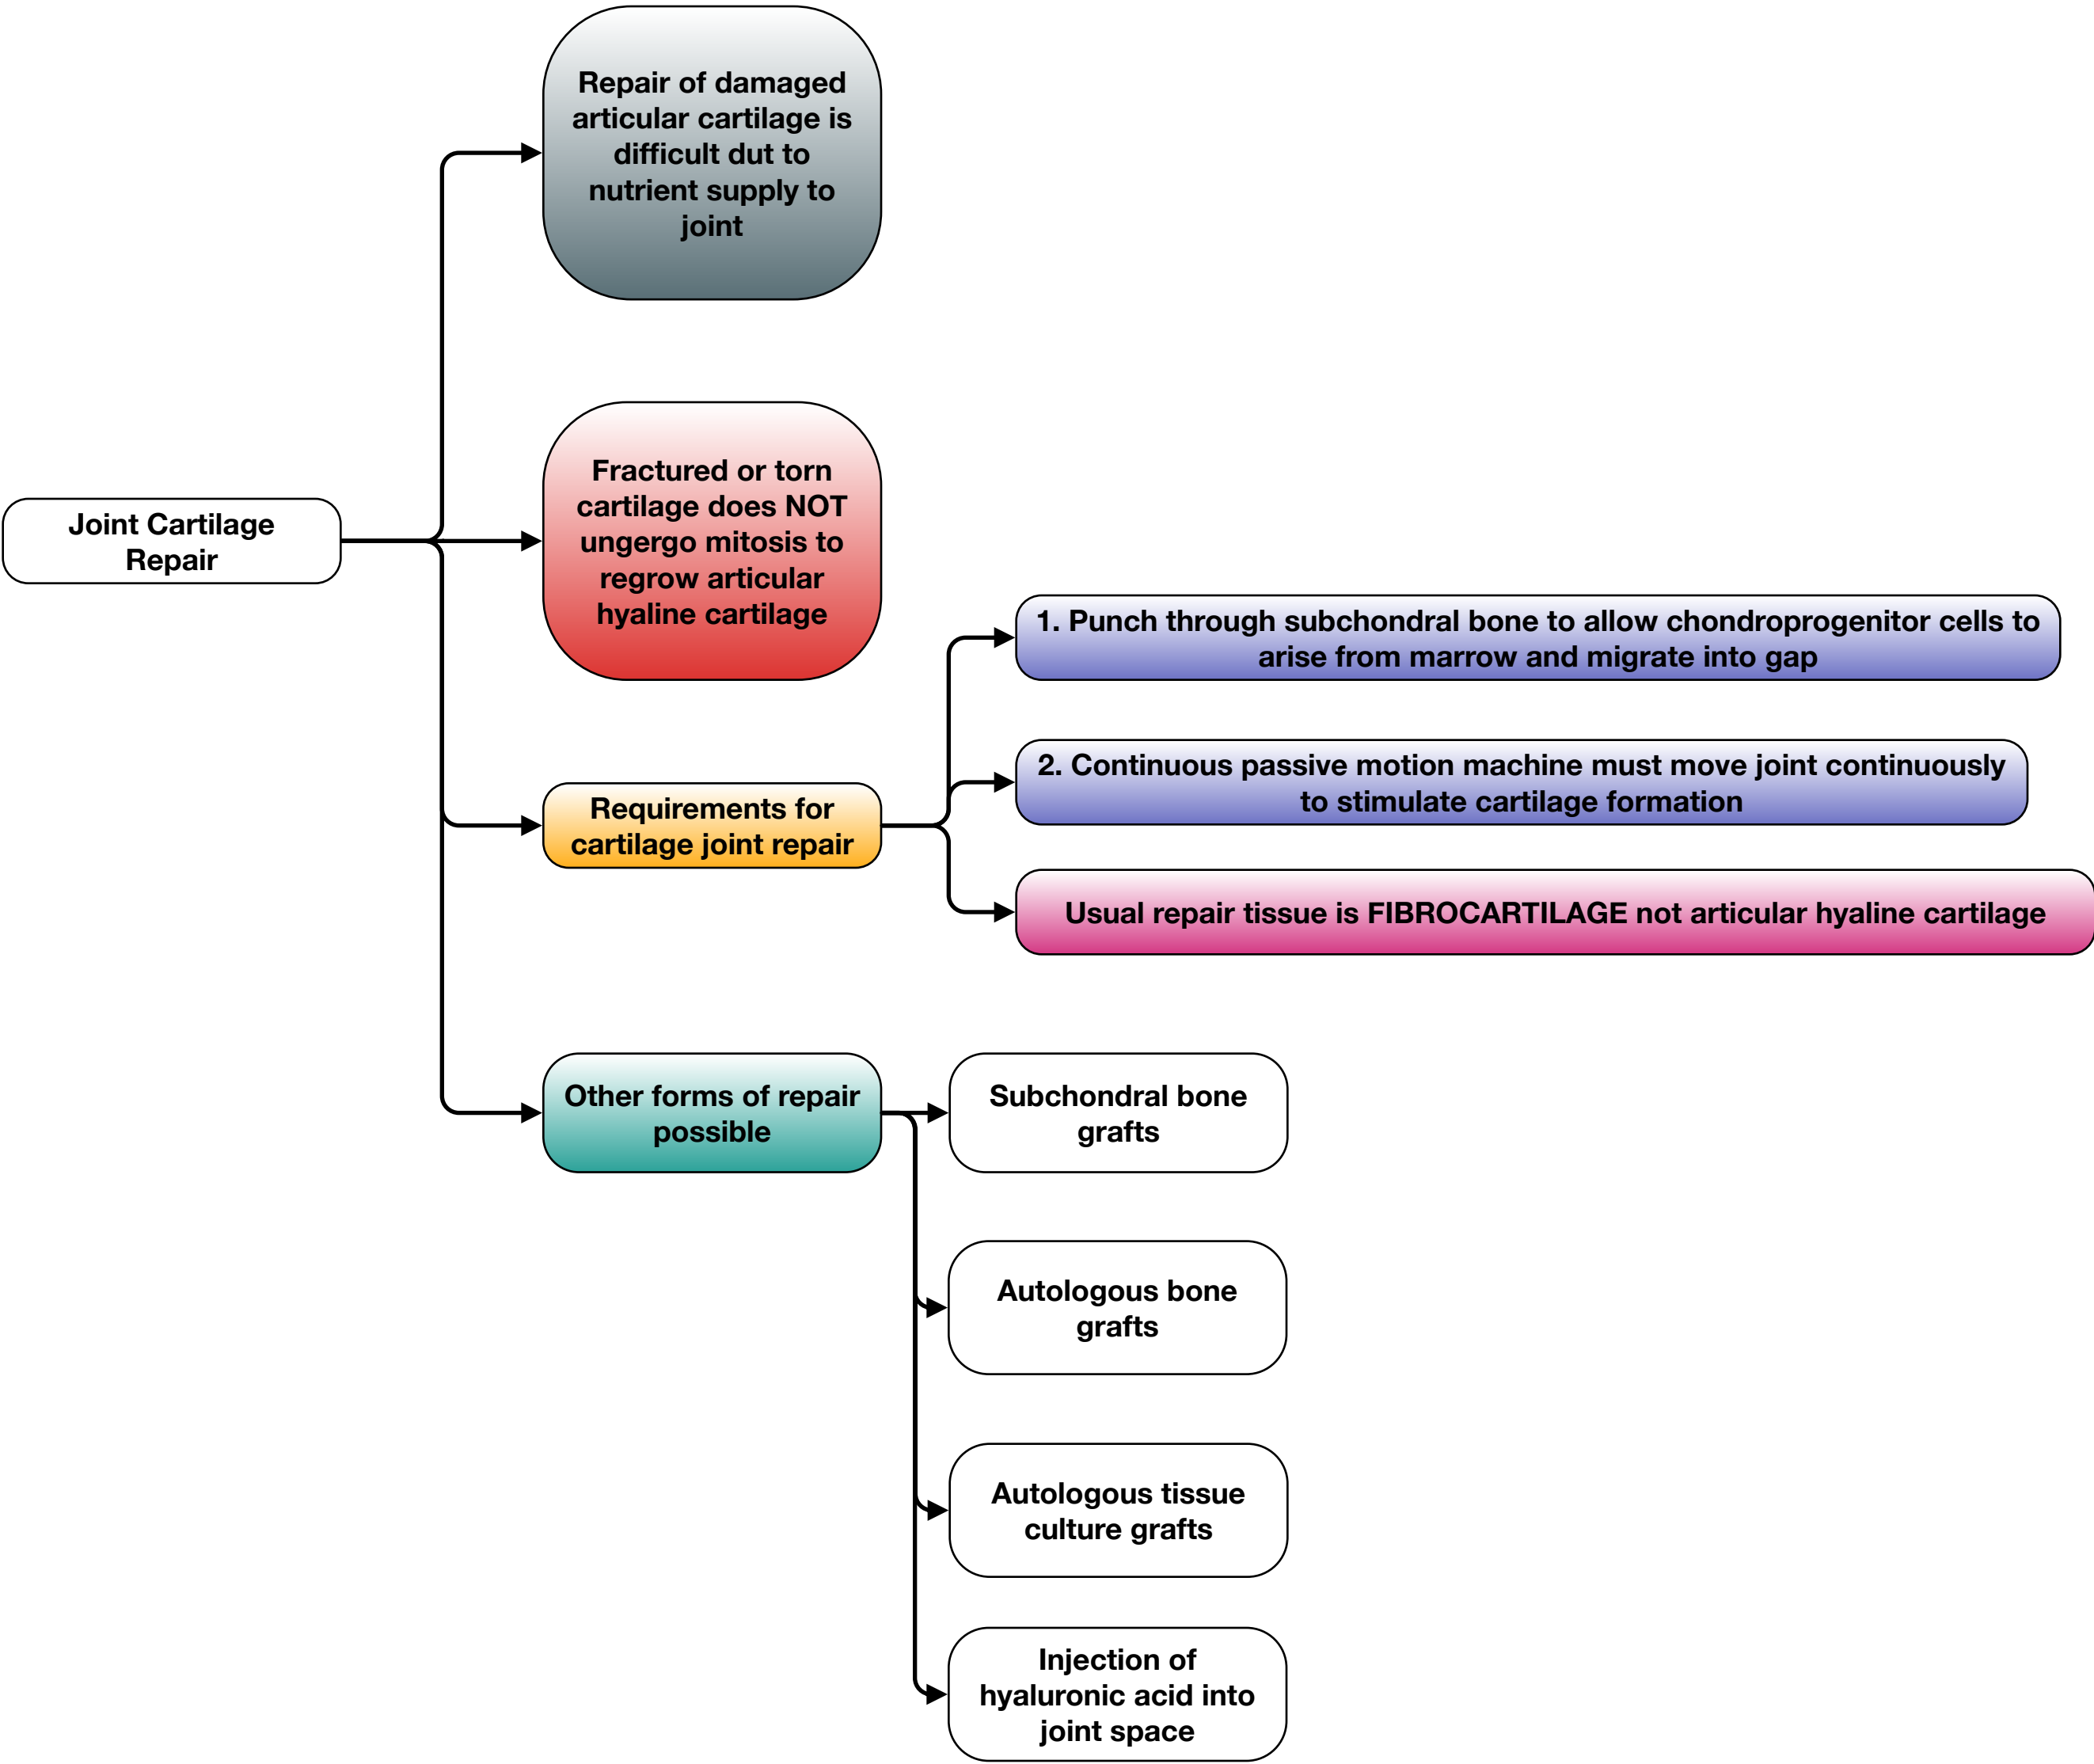 Joint Cartilage
Repair
Repair of damaged
articular cartilage is
difficult dut to
nutrient supply to
joint
Fractured or torn
cartilage does NOT
ungergo mitosis to
regrow articular
hyaline cartilage
Requirements for
cartilage joint repair
1. Punch through subchondral bone to allow chondroprogenitor cells to
arise from marrow and migrate into gap
2. Continuous passive motion machine must move joint continuously
to stimulate cartilage formation
Usual repair tissue is FIBROCARTILAGE not articular hyaline cartilage
Other forms of repair
possible
Subchondral bone
grafts
Autologous bone
grafts
Autologous tissue
culture grafts
Injection of
hyaluronic acid into
joint space